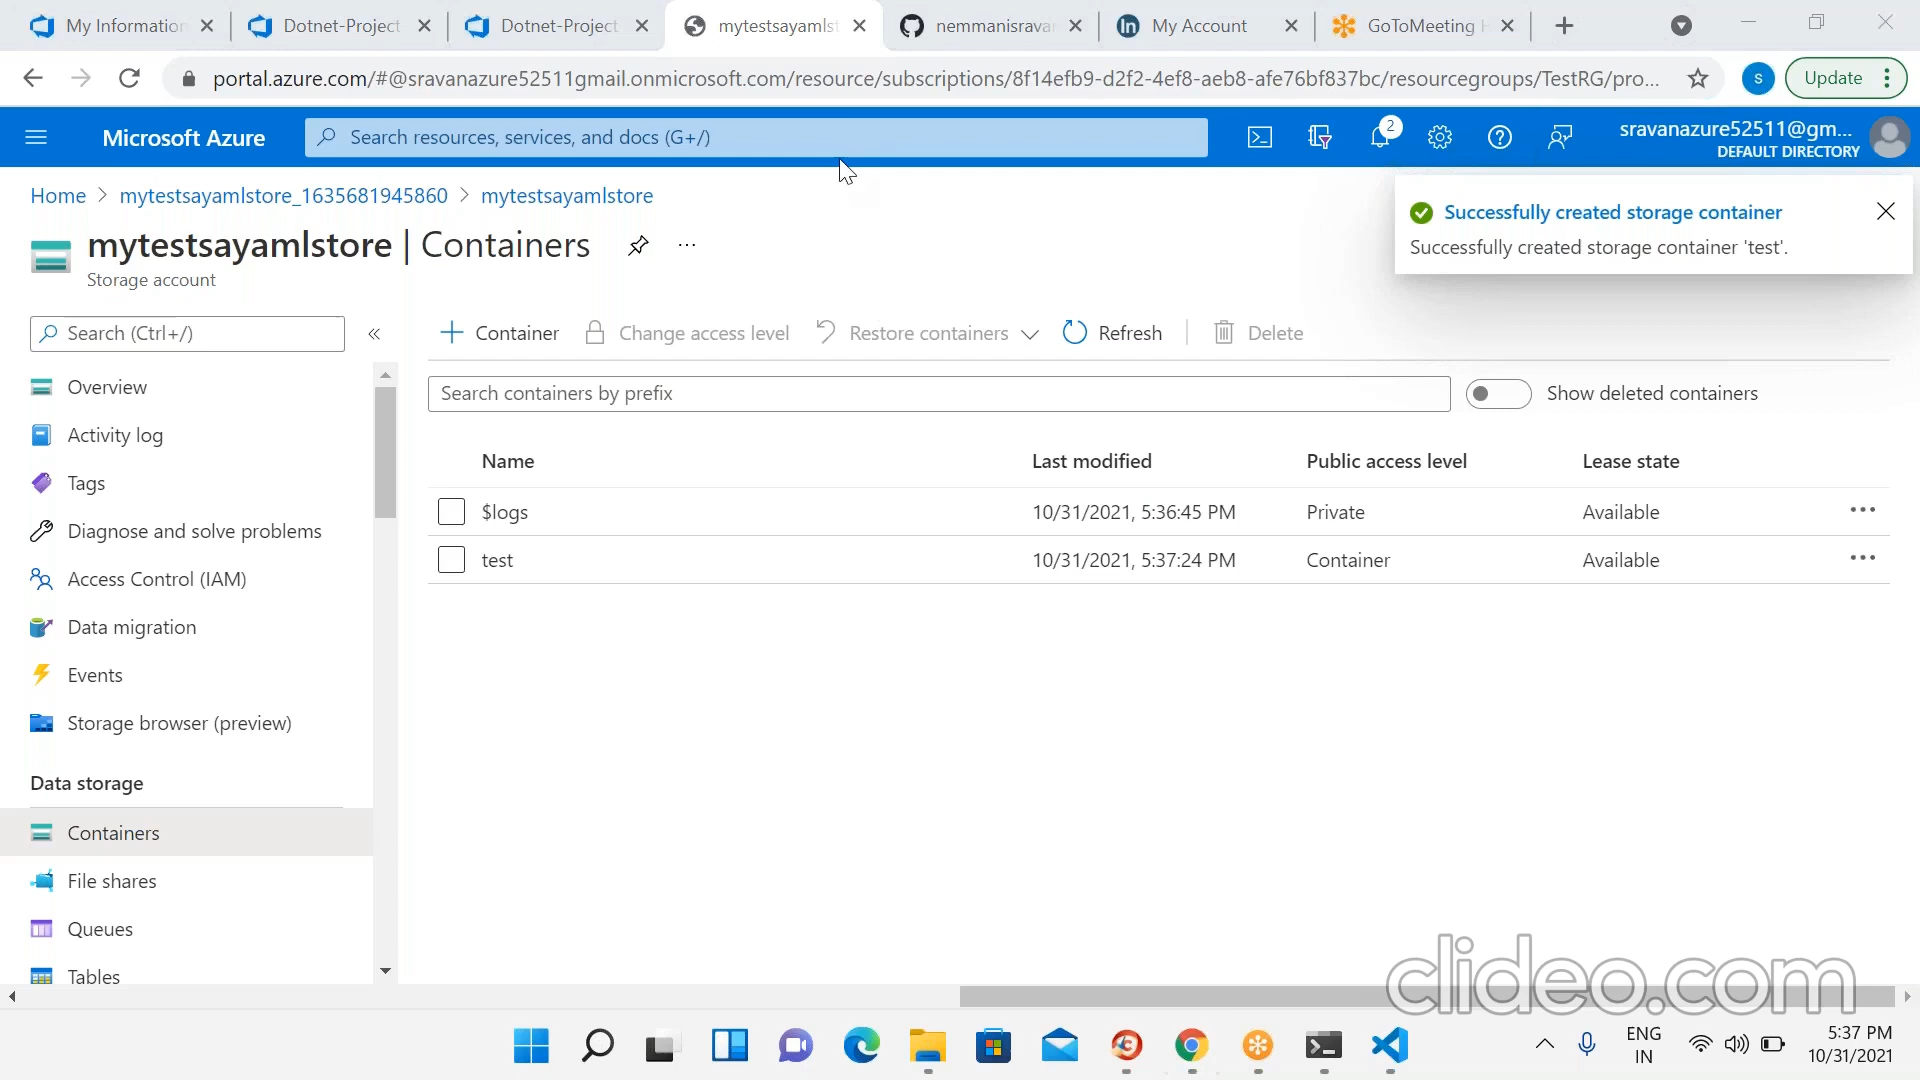 My Information
Dotnet-Project
Dotnet-Project
mytestsayamlst
nemmanisravan
My Account
GoToMeeting H
portal.azure.com/#@sravanazure52511gmail.onmicrosoft.com/resource/subscriptions/8f14efb9-d2f2-4ef8-aeb8-afe76bf837bc/resourcegroups/TestRG/pro...
s
Update
Microsoft Azure
Search resources, services, and docs (G+/)
2
sravanazure52511@gm...
DEFAULT DIRECTORY
Home > mytestsayamlstore_1635681945860 > mytestsayamlstore
Successfully created storage container
Successfully created storage container 'test'.
mytestsayamlstore | Containers
Storage account
Search (Ctrl+/)
Container
Change access level
Restore containers
Refresh
Delete
Search containers by prefix
Show deleted containers
Overview
Activity log
Tags
Diagnose and solve problems
Access Control (IAM)
Data migration
Events
Storage browser (preview)
Data storage
Containers
File shares
Queues
Tables
Name Last modified Public access level Lease state
$logs 10/31/2021, 5:36:45 PM Private Available
test 10/31/2021, 5:37:24 PM Container Available
clideo.com
ENG
IN
5:37 PM
10/31/2021